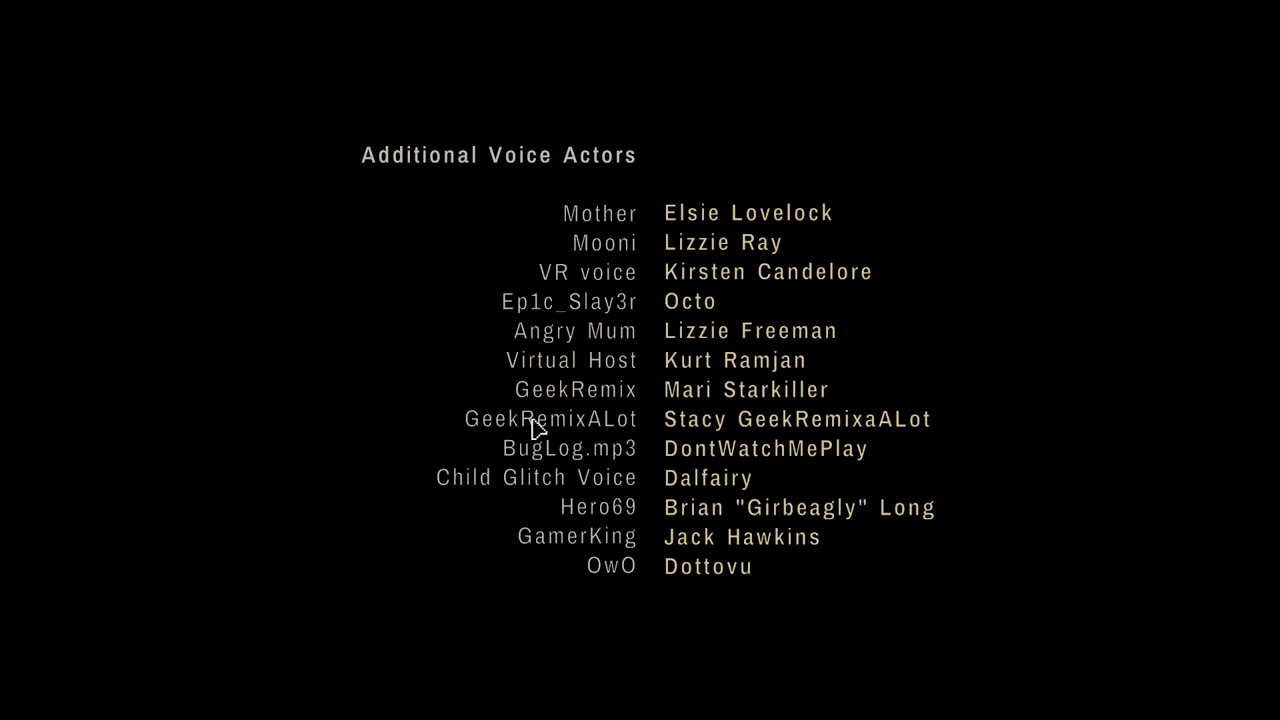 Additional Voice Actors
Mother Elsie Lovelock
Mooni Lizzie Ray
VR voice Kirsten Candelore
Ep1c_Slay3r Octo
Angry Mum Lizzie Freeman
Virtual Host Kurt Ramjan
GeekRemix Mari Starkiller
GeekRemixALot Stacy GeekRemixaALot
BugLog.mp3 DontWatchMePlay
Child Glitch Voice Dalfairy
Hero69 Brian "Girbeagly" Long
GamerKing Jack Hawkins
OwO Dottovu